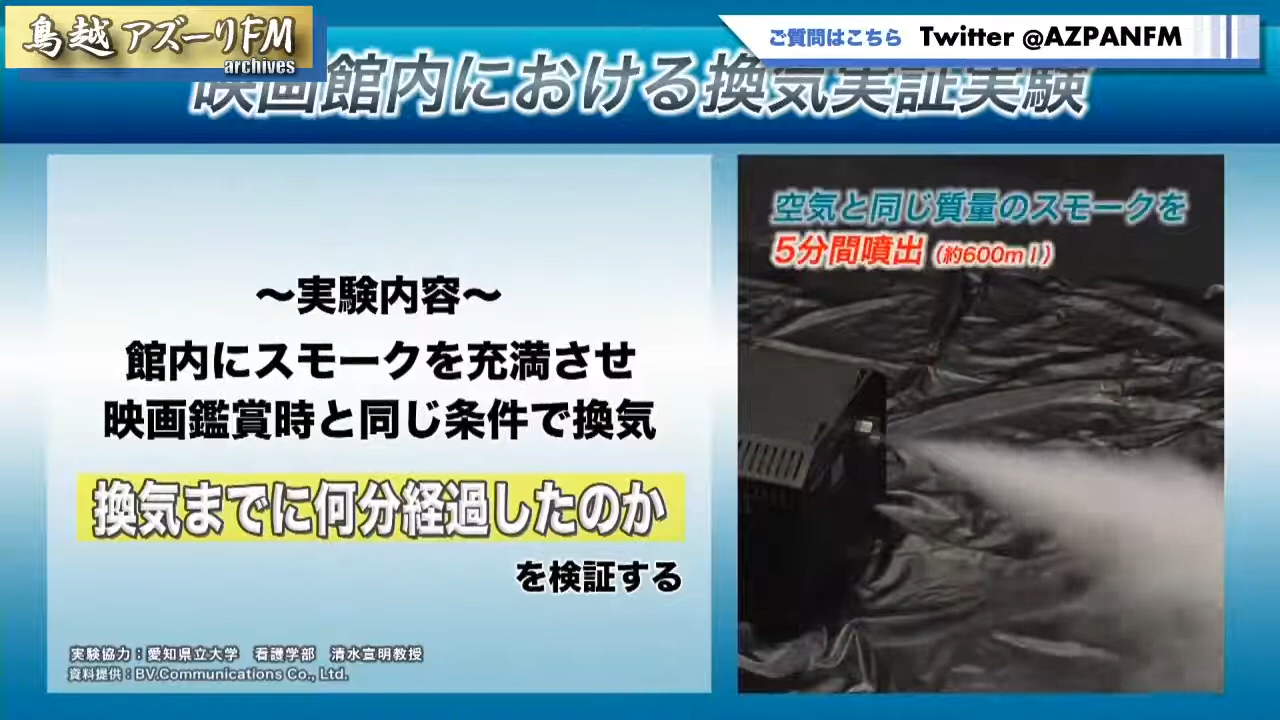 鳥越 アズーリFM
archives
ご質問はこちら Twitter @AZPANFM
映画館内における換気実証実験
～実験内容～
館内にスモークを充満させ
映画鑑賞時と同じ条件で換気
換気までに何分経過したのか
を検証する
実験協力：愛知県立大学 看護学部 清水宣明教授
資料提供：BV.Communications Co., Ltd.
空気と同じ質量のスモークを
5分間噴出（約600ml）